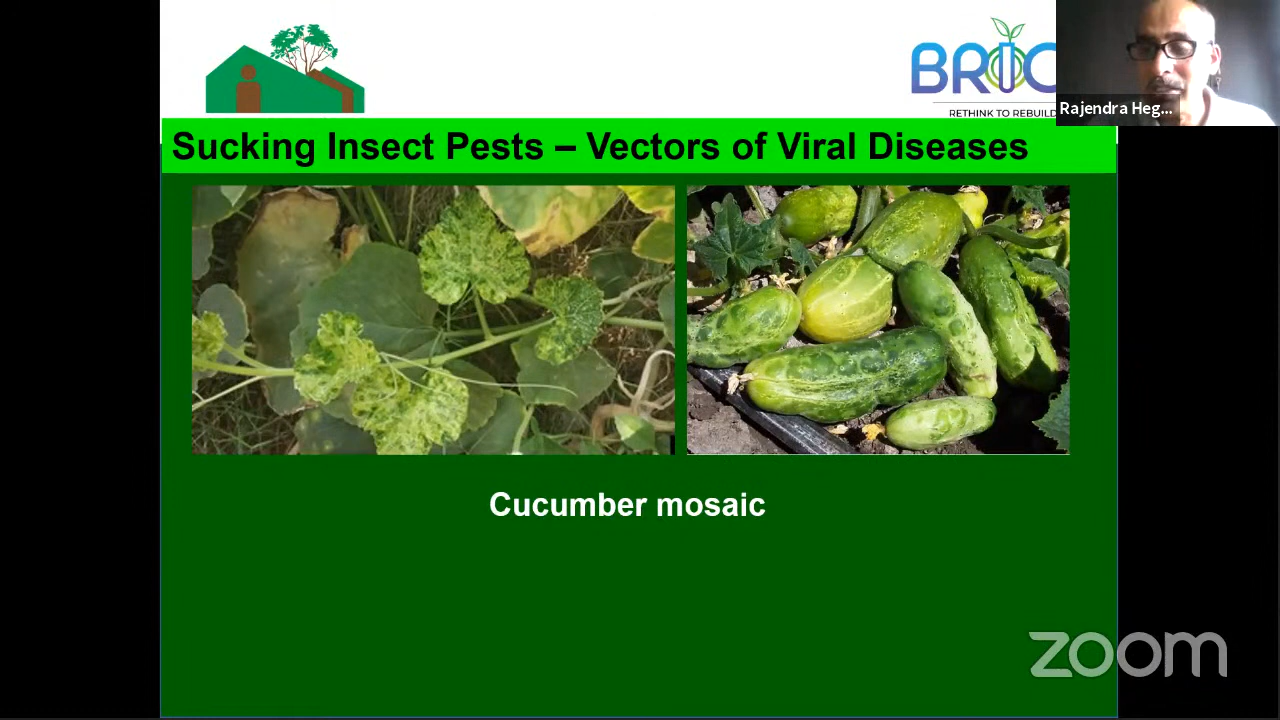 BRIC
RETHINK TO REBUILD
Rajendra Heg...
Sucking Insect Pests – Vectors of Viral Diseases
Cucumber mosaic
zoom